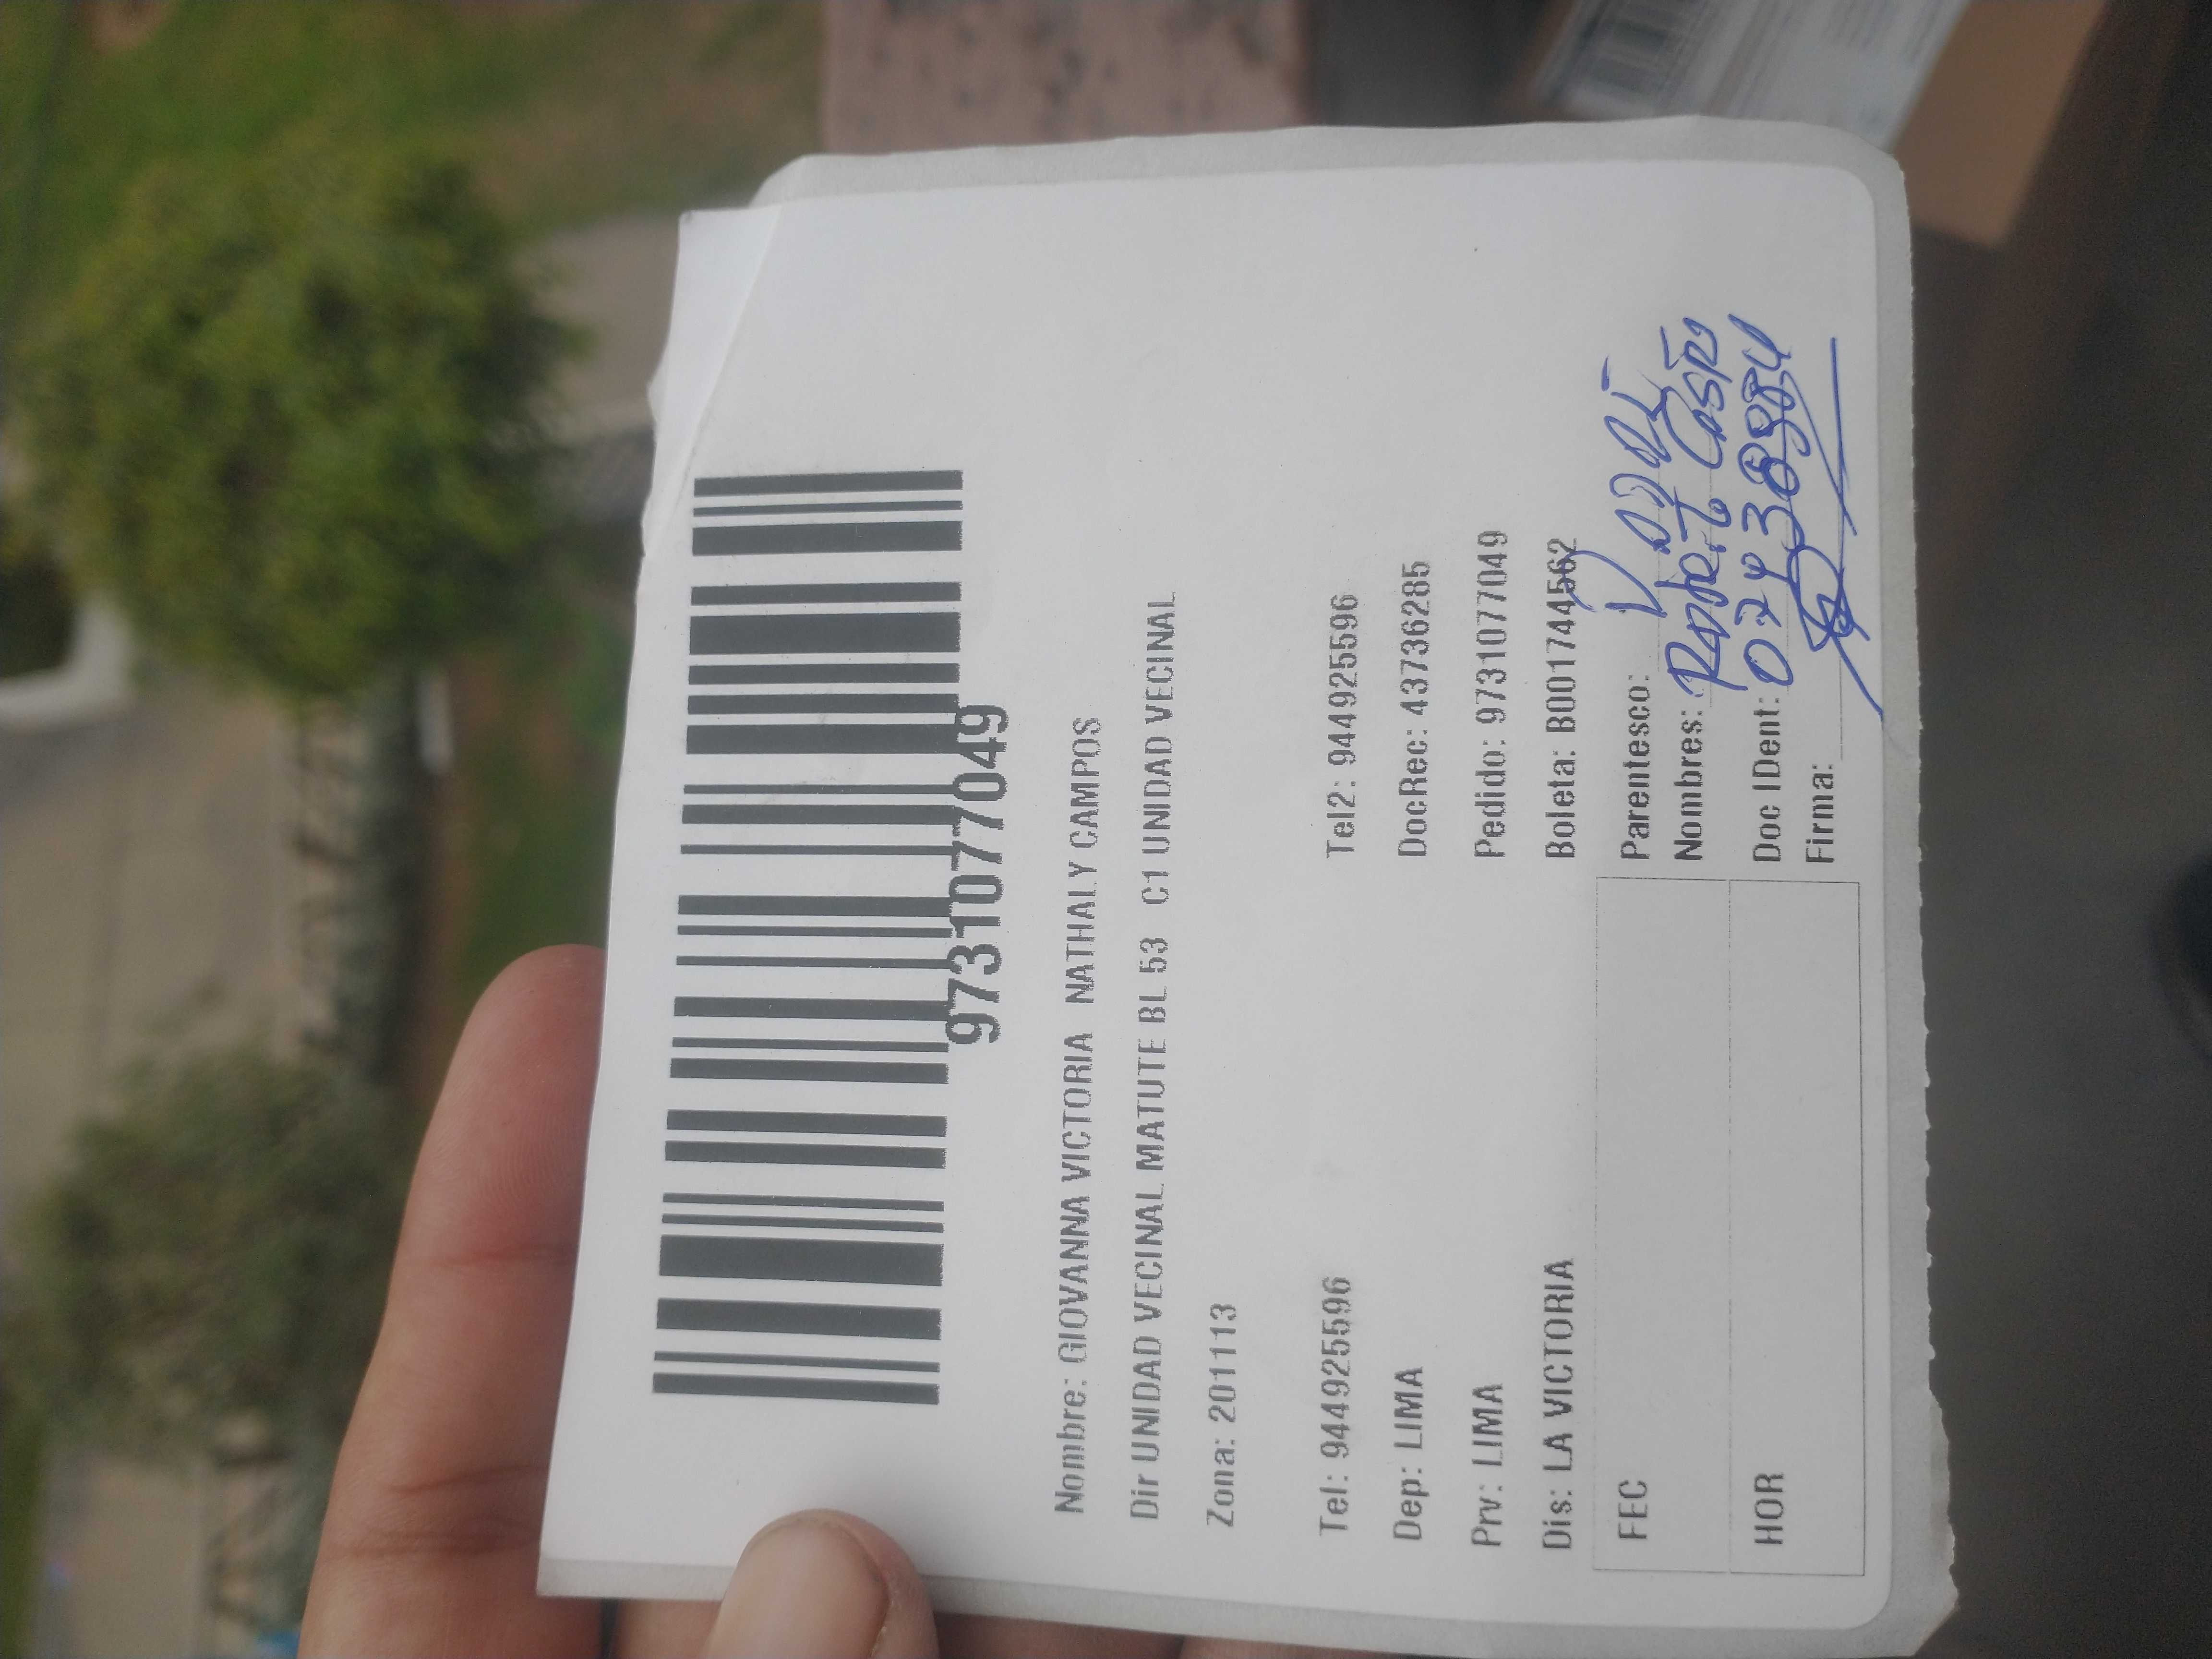 9731077049
Nombre: GIOVANNA VICTORIA NATHALY CAMPOS
Dir UNIDAD VECINAL MATUTE BL 53 C1 UNIDAD VECINAL
Zona: 201113
Tel: 944925596 Tel2: 944925596
Dep: LIMA DocRec: 43736285
Prv: LIMA Pedido: 9731077049
Dis: LA VICTORIA Boleta: B001744562
FEC Parentesco:
Nombres: Roberto
HOR Doc IDent:
Firma: